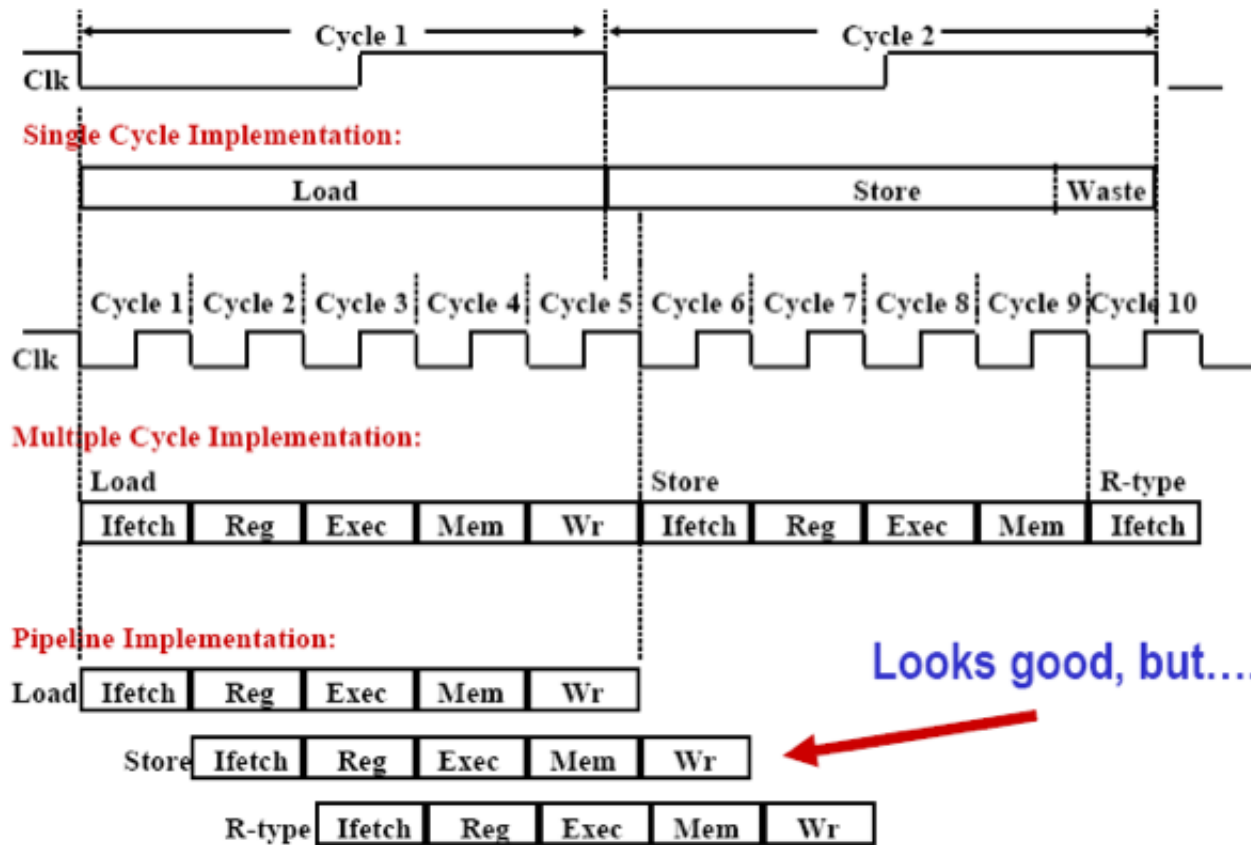 Cycle 1 Cycle 2
Clk
Single Cycle Implementation:
Load Store Waste
Cycle 1 Cycle 2 Cycle 3 Cycle 4 Cycle 5 Cycle 6 Cycle 7 Cycle 8 Cycle 9 Cycle 10
Clk
Multiple Cycle Implementation:
Load Store R-type
Ifetch Reg Exec Mem Wr Ifetch Reg Exec Mem Ifetch
Pipeline Implementation:
Looks good, but….
Load Ifetch Reg Exec Mem Wr
Store Ifetch Reg Exec Mem Wr
R-type Ifetch Reg Exec Mem Wr